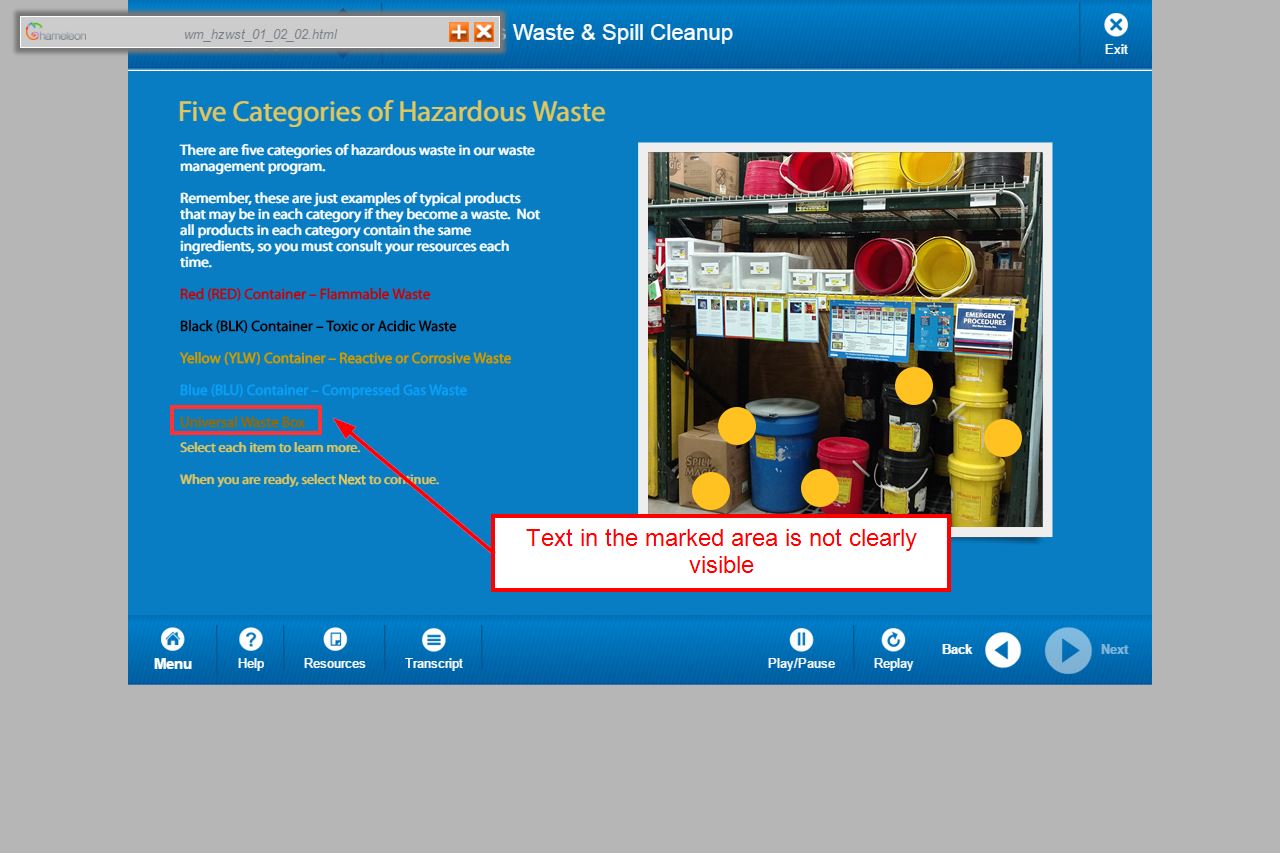 hameleon
wm_hzwst_01_02_02.html
Waste & Spill Cleanup
Exit
Five Categories of Hazardous Waste
There are five categories of hazardous waste in our waste
management program.
Remember, these are just examples of typical products
that may be in each category if they become a waste.  Not
all products in each category contain the same
ingredients, so you must consult your resources each
time.
Red (RED) Container – Flammable Waste
Black (BLK) Container – Toxic or Acidic Waste
Yellow (YLW) Container – Reactive or Corrosive Waste
Blue (BLU) Container – Compressed Gas Waste
Universal Waste Box
Select each item to learn more.
When you are ready, select Next to continue.
EMERGENCY
PROCEDURES
SPILL
MAGIC
Text in the marked area is not clearly
visible
Menu
Help
Resources
Transcript
Play/Pause
Replay
Back
Next